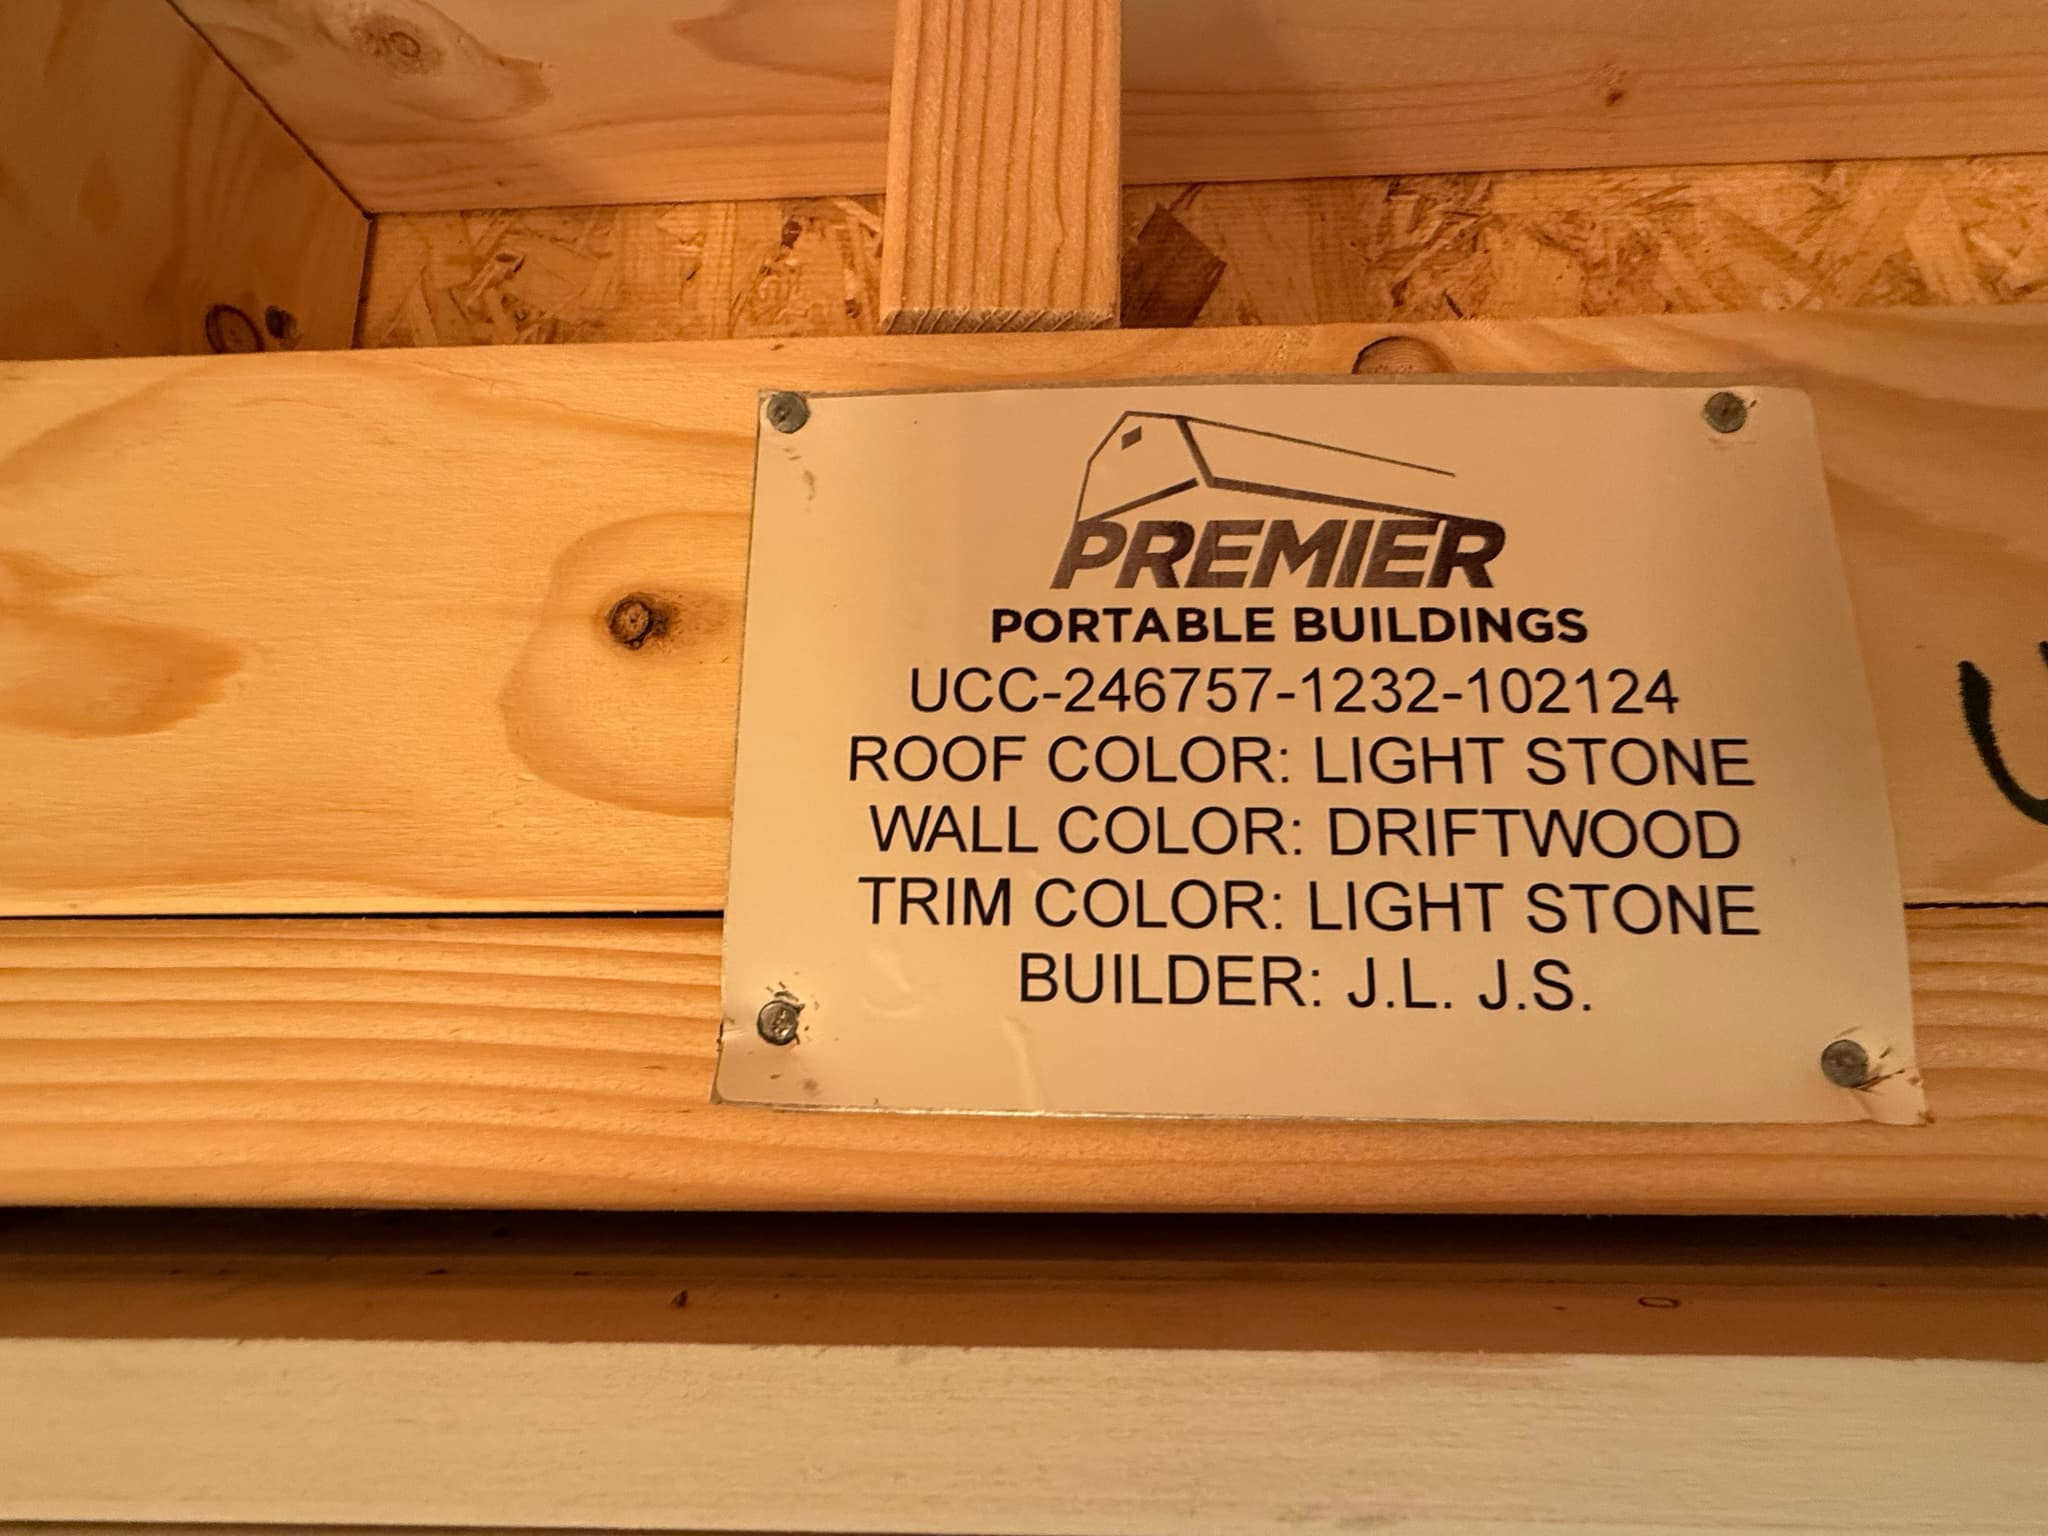 PREMIER
PORTABLE BUILDINGS
UCC-246757-1232-102124
ROOF COLOR: LIGHT STONE
WALL COLOR: DRIFTWOOD
TRIM COLOR: LIGHT STONE
BUILDER: J.L. J.S.